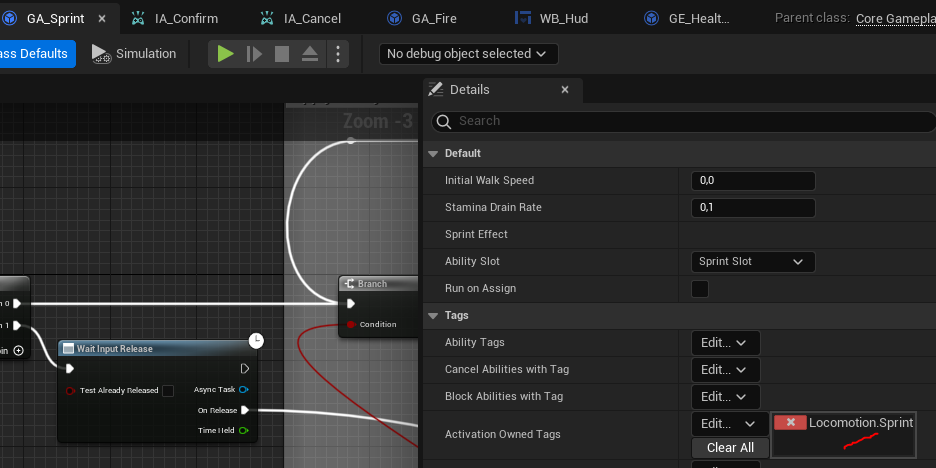 GA_Sprint
IA_Confirm
IA_Cancel
GA_Fire
WB_Hud
GE_Healt...
Parent class: Core Gamepla
ass Defaults
Simulation
No debug object selected
Details
Zoom -3
Search
Default
Initial Walk Speed 0,0
Stamina Drain Rate 0,1
Sprint Effect
Ability Slot Sprint Slot
Run on Assign
Tags
Ability Tags Edit...
Cancel Abilities with Tag Edit...
Block Abilities with Tag Edit...
Activation Owned Tags Edit... Locomotion.Sprint
Clear All
Branch
Condition
n 0
n 1
in
Wait Input Release
Test Already Released
Async Task
On Release
Time Held